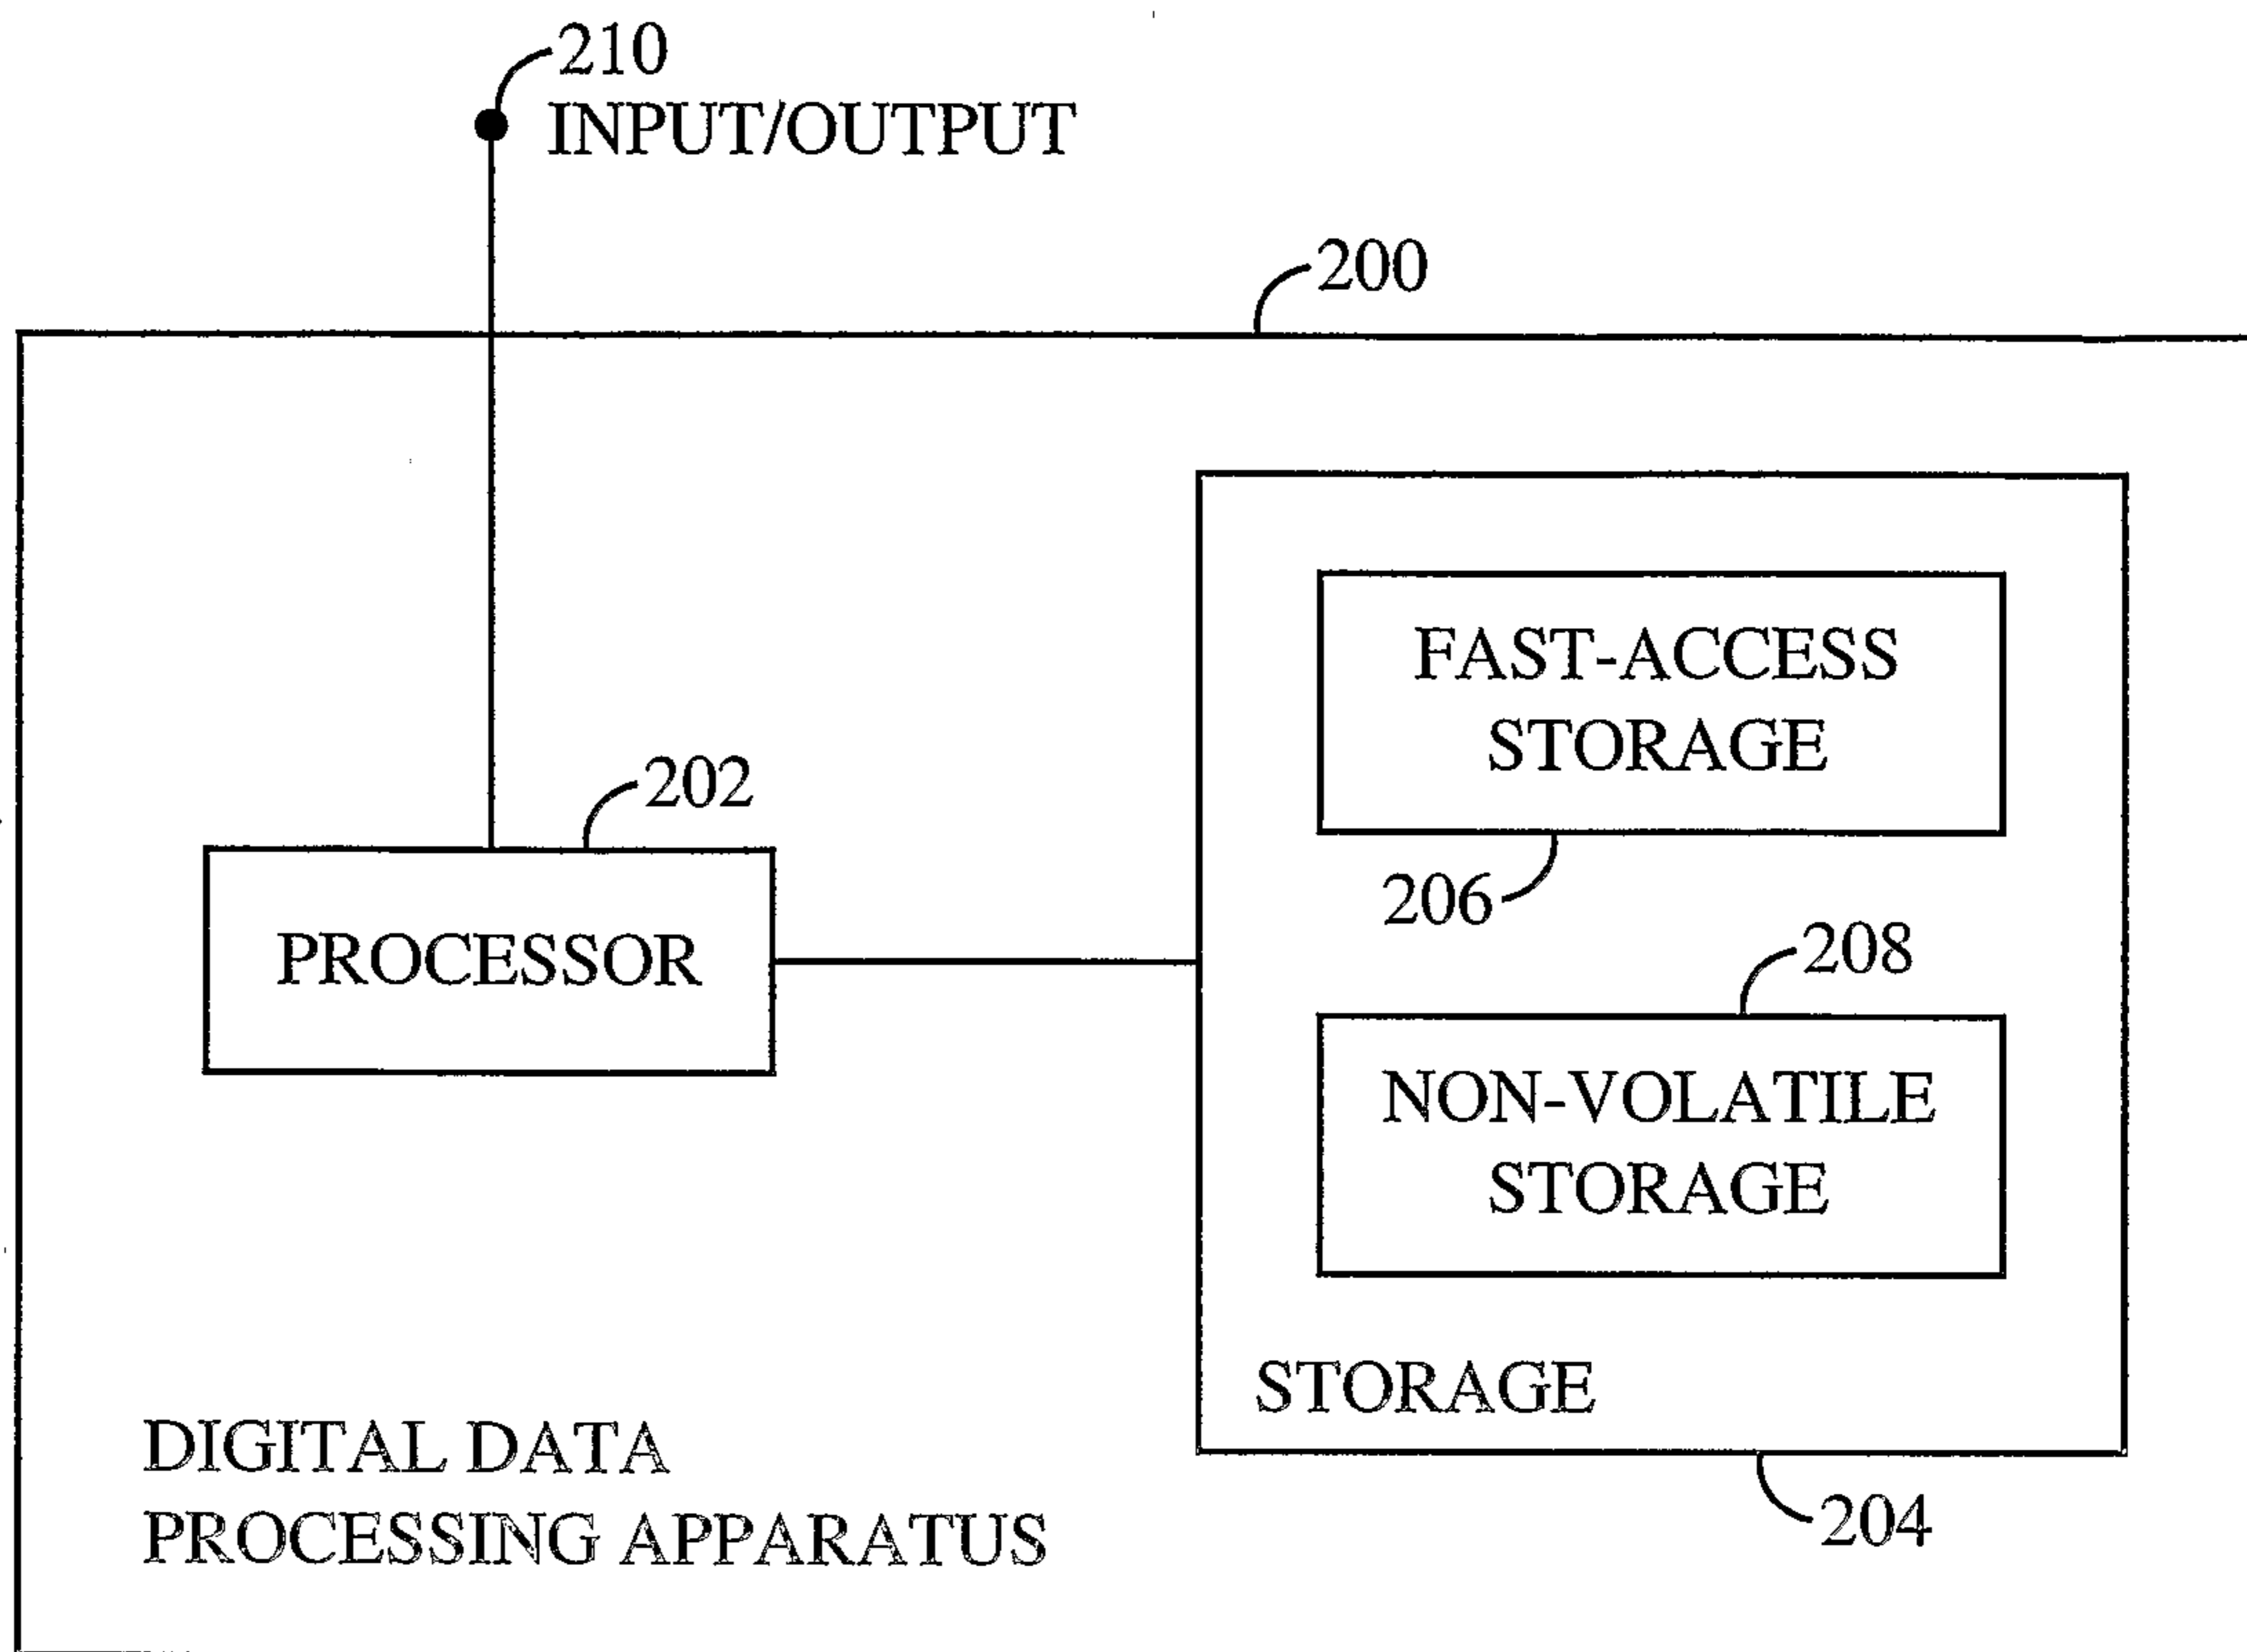 210
INPUT/OUTPUT
200
FAST-ACCESS
STORAGE
202
206
PROCESSOR
208
NON-VOLATILE
STORAGE
STORAGE
DIGITAL DATA
PROCESSING APPARATUS
204